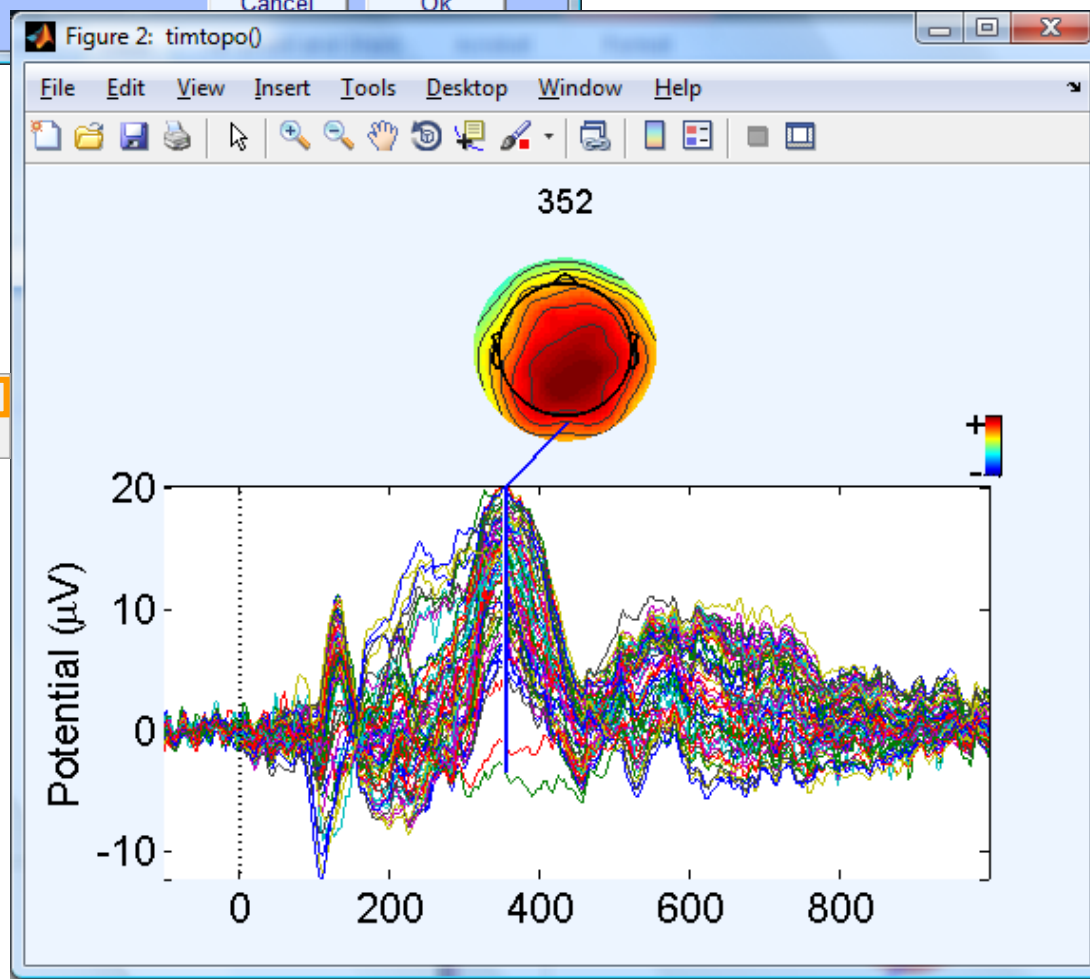 Cancel Ok
Figure 2: timtopo()
File Edit View Insert Tools Desktop Window Help
352
+
-
20
10
0
-10
Potential (μV)
0 200 400 600 800